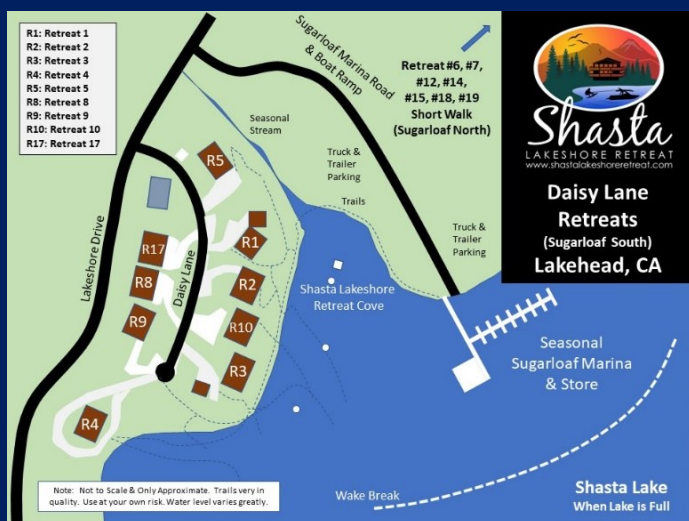 R1: Retreat 1
R2: Retreat 2
R3: Retreat 3
R4: Retreat 4
R5: Retreat 5
R8: Retreat 8
R9: Retreat 9
R10: Retreat 10
R17: Retreat 17
Sugarloaf Marina Road
& Boat Ramp
Retreat #6, #7,
#12, #14,
#15, #18, #19
Short Walk
(Sugarloaf North)
Shasta
LAKESHORE RETREAT
www.shastalakeshoreretreat.com
Daisy Lane
Retreats
(Sugarloaf South)
Lakehead, CA
Seasonal
Stream
Truck &
Trailer
Parking
Trails
Truck &
Trailer
Parking
Lakeshore Drive
Daisy Lane
R5
R1
R17
R8
R2
R9
R10
R3
R4
Shasta Lakeshore
Retreat Cove
Seasonal
Sugarloaf Marina
& Store
Wake Break
Shasta Lake
When Lake is Full
Note: Not to Scale & Only Approximate. Trails very in
quality. Use at your own risk. Water level varies greatly.